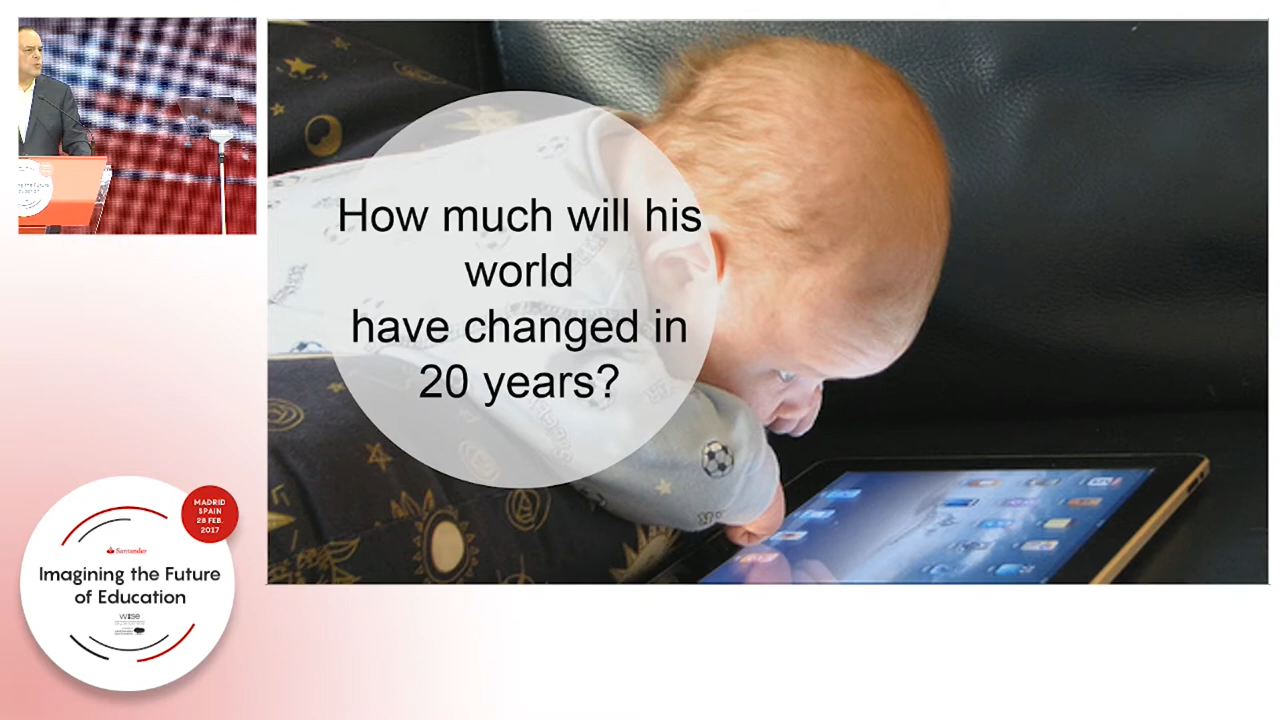 How much will his
world
have changed in
20 years?
MADRID
SPAIN
28 FEB.
2017
Santander
Imagining the Future
of Education
wise